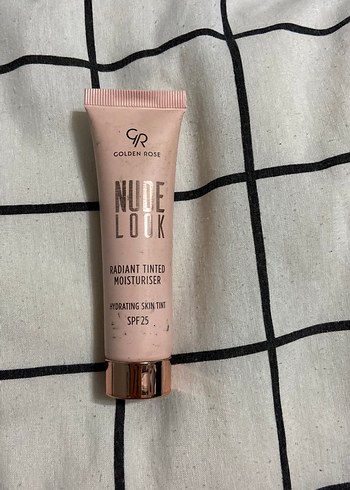 GR
GOLDEN ROSE
NUDE
LOOK
RADIANT TINTED
MOISTURISER
HYDRATING SKIN TINT
SPF25